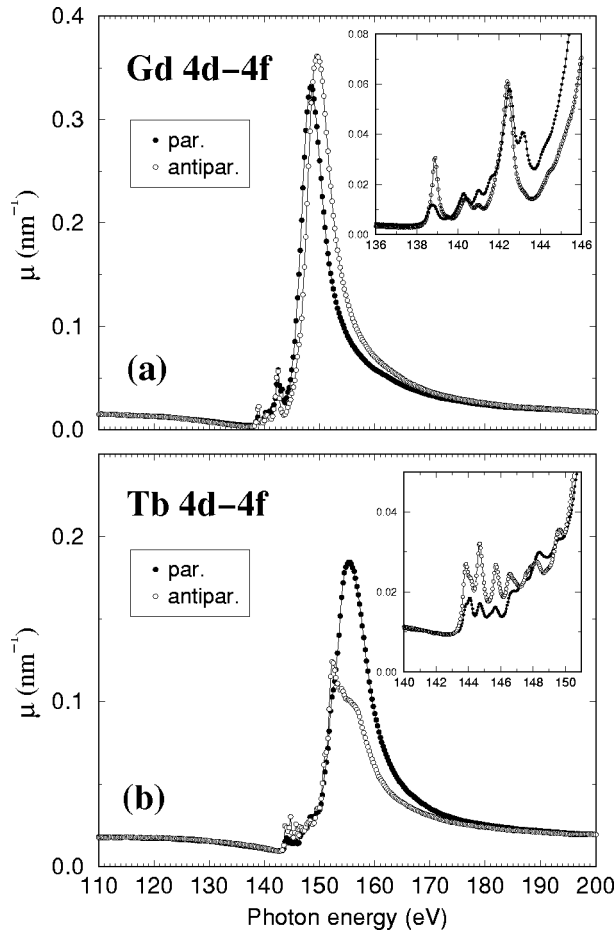 0.4
0.3
0.2
0.1
0.0
μ (nm⁻¹)
Gd 4d−4f
par.
antipar.
(a)
0.08
0.06
0.04
0.02
0.00
136 138 140 142 144 146
0.2
0.1
0.0
μ (nm⁻¹)
Tb 4d−4f
par.
antipar.
(b)
0.04
0.02
0.00
140 142 144 146 148 150
110 120 130 140 150 160 170 180 190 200
Photon energy (eV)